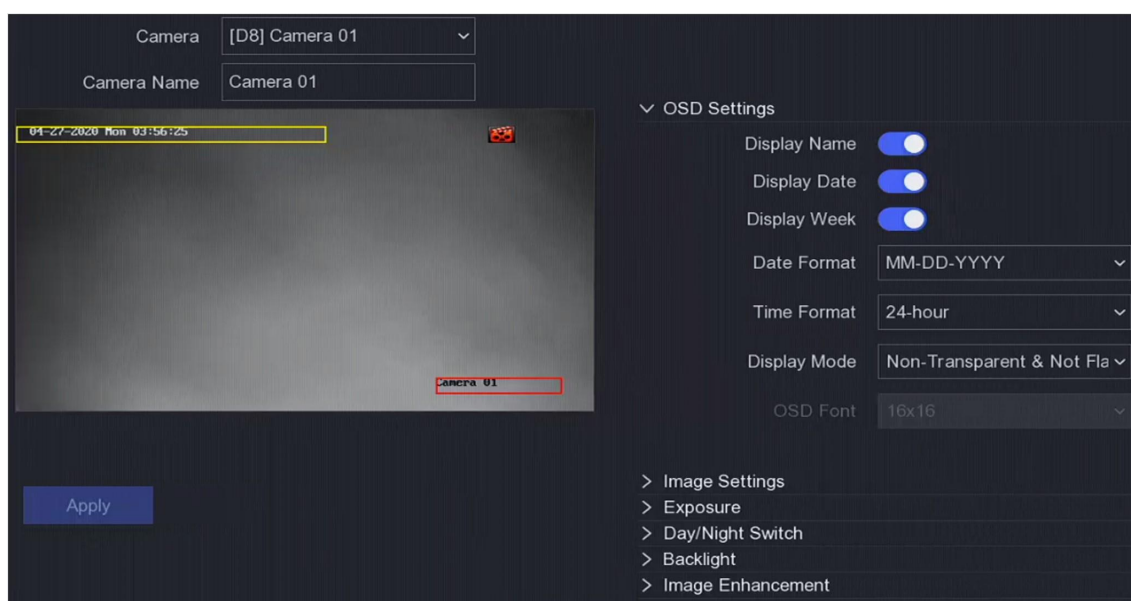 Camera [D8] Camera 01
Camera Name Camera 01
04-27-2020 Mon 03:56:25
Camera 01
Apply
OSD Settings
Display Name
Display Date
Display Week
Date Format MM-DD-YYYY
Time Format 24-hour
Display Mode Non-Transparent & Not Fla
OSD Font 16x16
Image Settings
Exposure
Day/Night Switch
Backlight
Image Enhancement